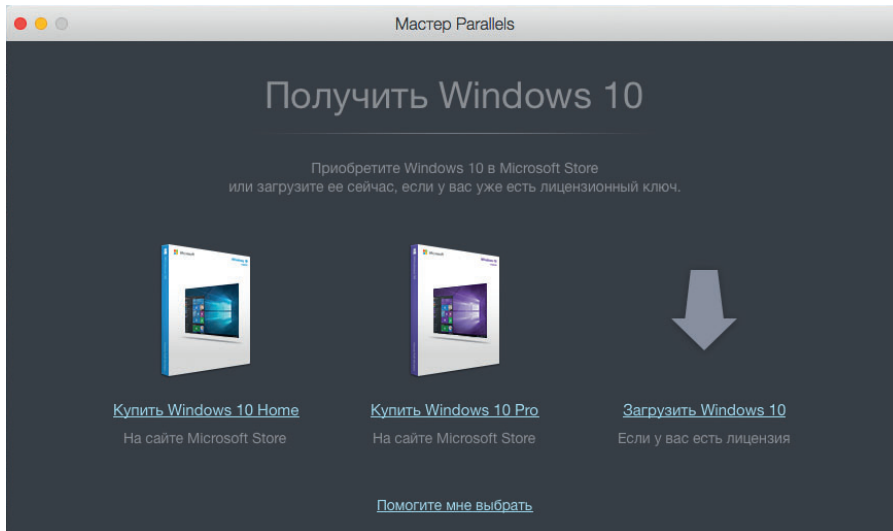 Мастер Parallels
Получить Windows 10
Приобретите Windows 10 в Microsoft Store
или загрузите ее сейчас, если у вас уже есть лицензионный ключ.
Купить Windows 10 Home
На сайте Microsoft Store
Купить Windows 10 Pro
На сайте Microsoft Store
Загрузить Windows 10
Если у вас есть лицензия
Помогите мне выбрать